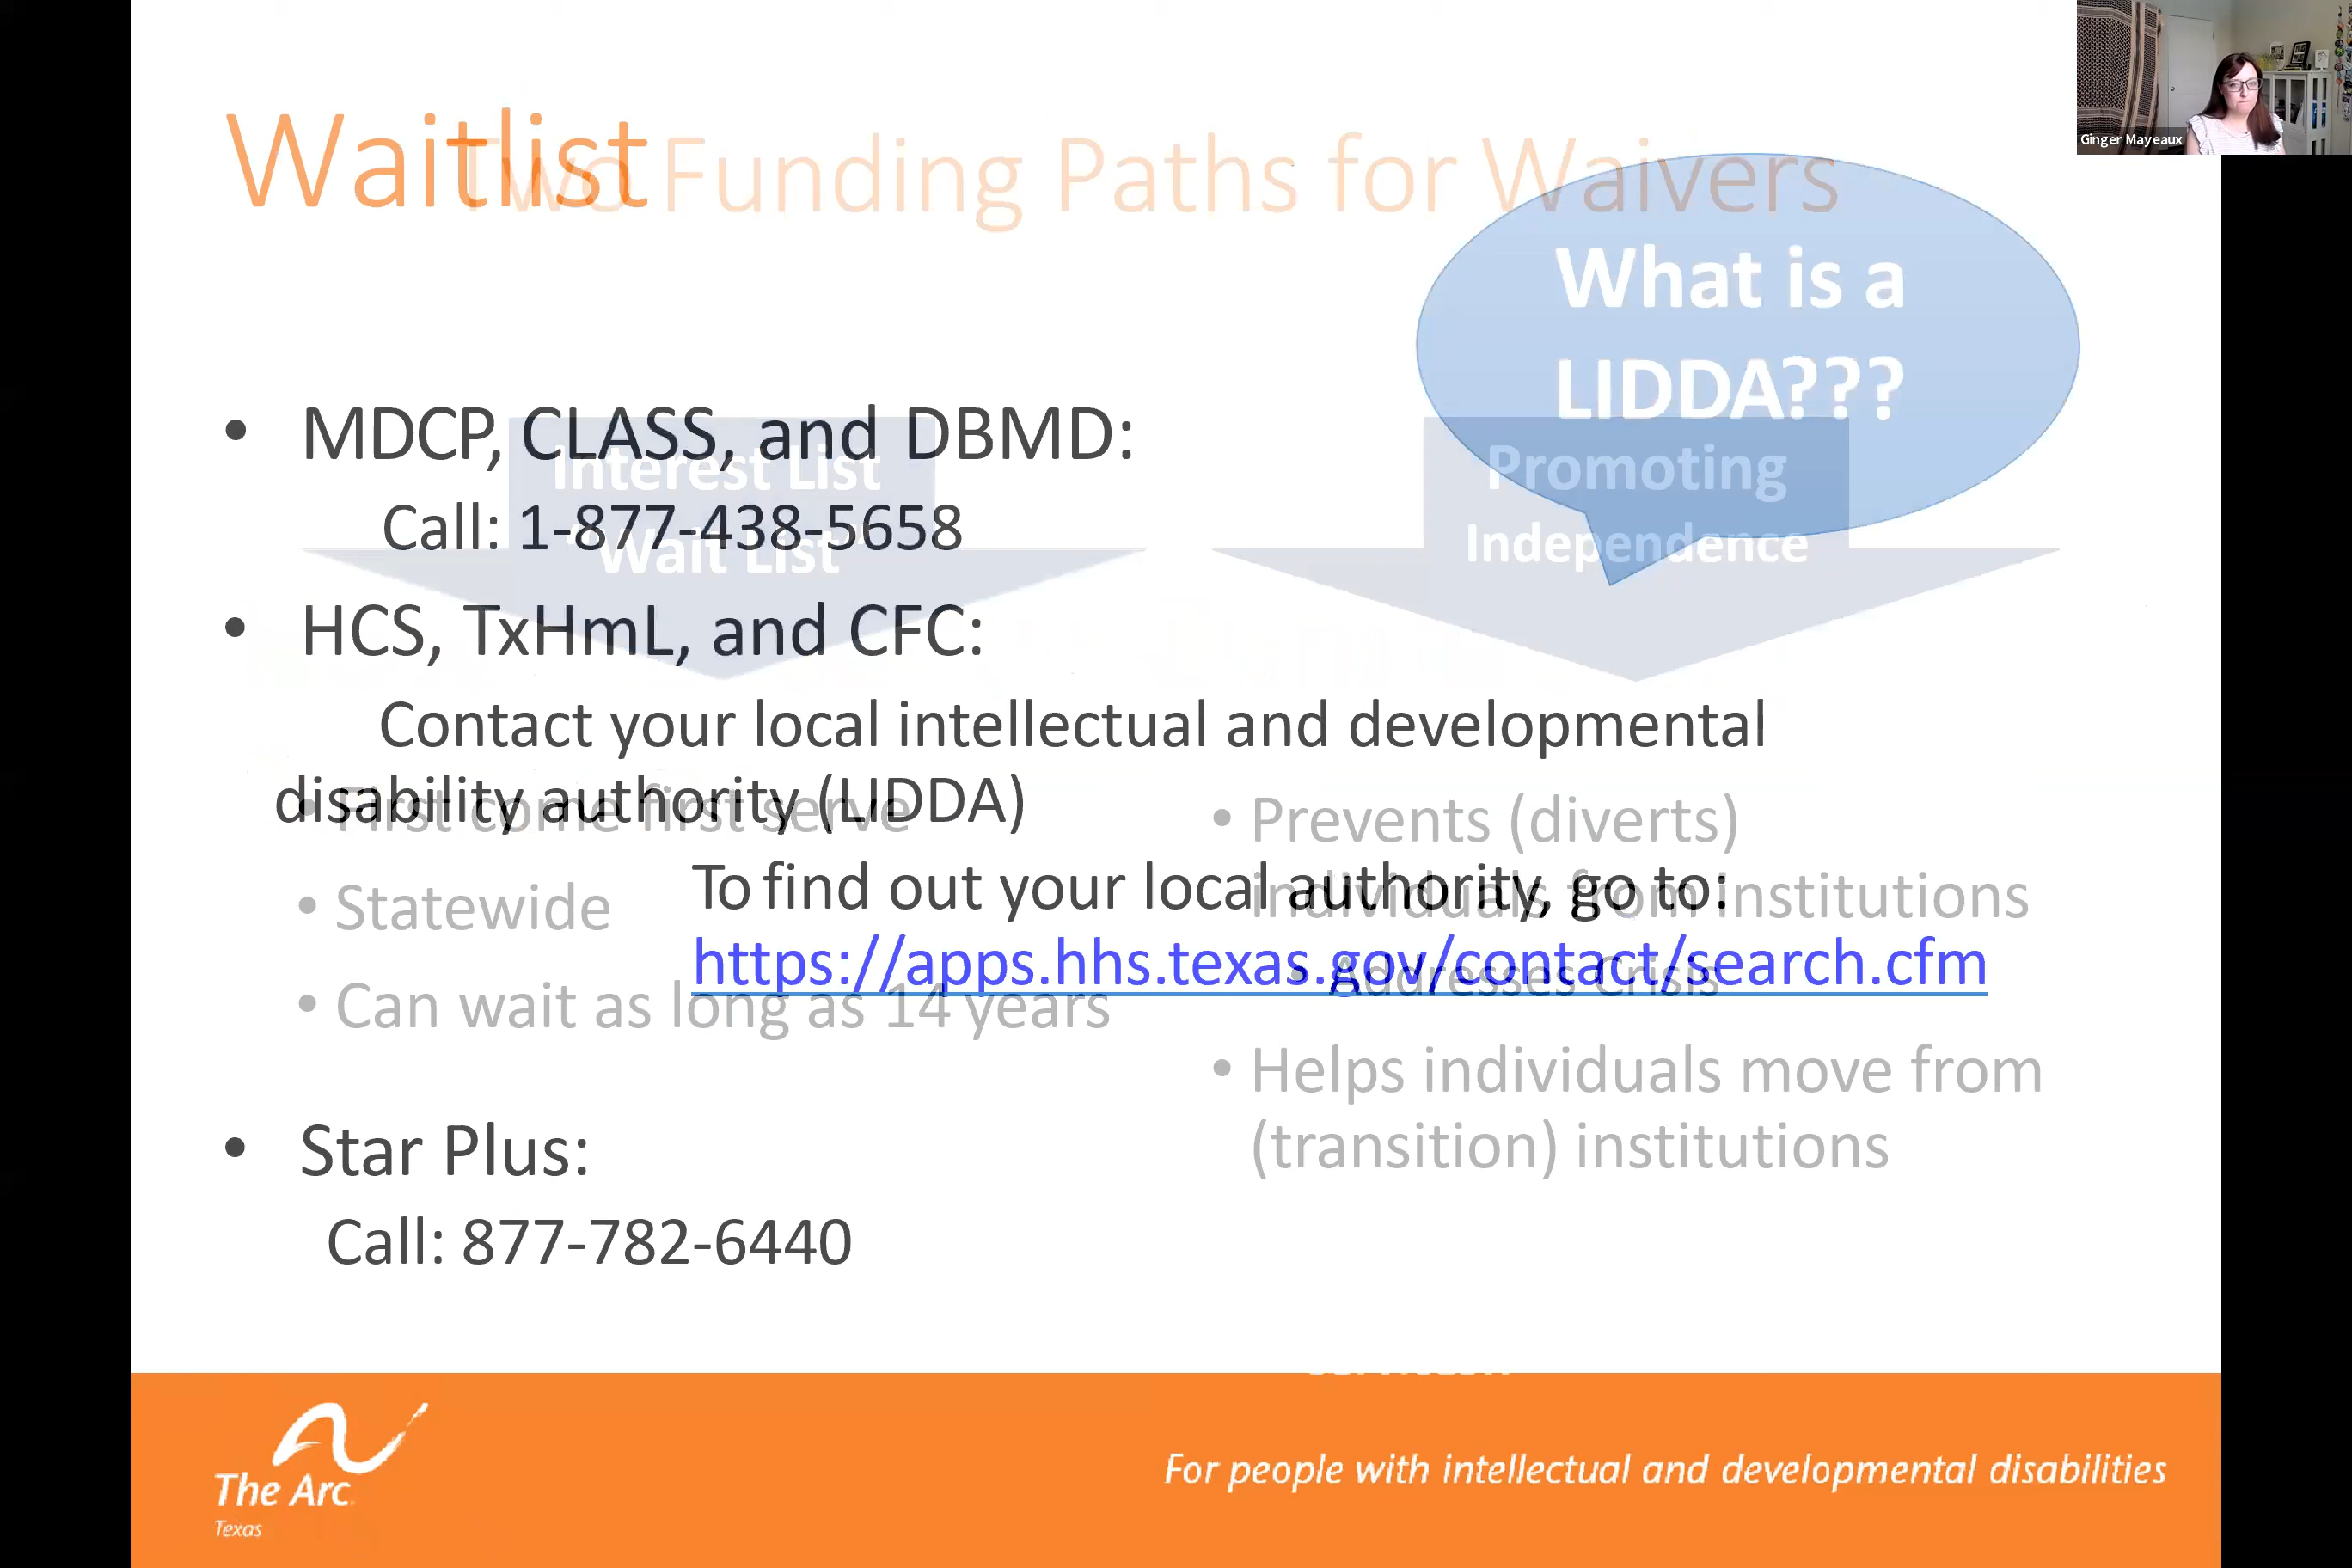 Ginger Mayeaux
Waitlist
Two Funding Paths for Waivers
What is a
LIDDA???
• MDCP, CLASS, and DBMD:
Interest List
Promoting
Call: 1-877-438-5658
"Wait List"
Independence
• HCS, TxHmL, and CFC:
Contact your local intellectual and developmental
disability authority (LIDDA)
• First come first serve
• Prevents (diverts)
To find out your local authority, go to:
individuals from institutions
• Statewide
https://apps.hhs.texas.gov/contact/search.cfm
• Addresses Crisis
• Can wait as long as 14 years
• Helps individuals move from
(transition) institutions
• Star Plus:
Call: 877-782-6440
The Arc
Texas
For people with intellectual and developmental disabilities